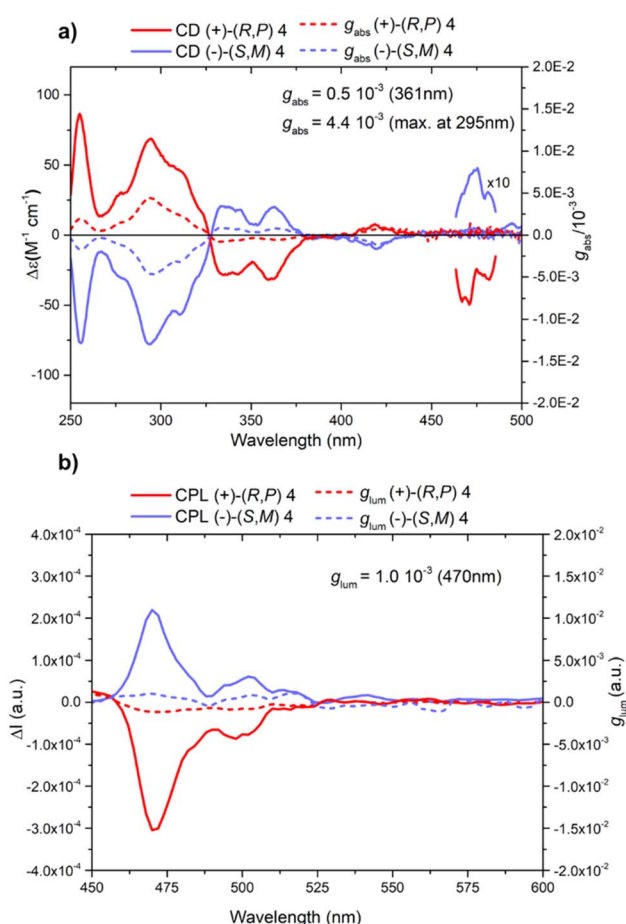 a)
CD (+)-(R,P) 4
g_abs (+)-(R,P) 4
CD (-)-(S,M) 4
g_abs (-)-(S,M) 4
g_abs = 0.5 10⁻³ (361nm)
g_abs = 4.4 10⁻³ (max. at 295nm)
x10
100
50
0
-50
-100
Δε(M⁻¹ cm⁻¹)
2.0E-2
1.5E-2
1.0E-2
5.0E-3
0.0
-5.0E-3
-1.0E-2
-1.5E-2
-2.0E-2
g_abs/10⁻³
250 300 350 400 450 500
Wavelength (nm)
b)
CPL (+)-(R,P) 4
g_lum (+)-(R,P) 4
CPL (-)-(S,M) 4
g_lum (-)-(S,M) 4
g_lum = 1.0 10⁻³ (470nm)
4.0x10⁻⁴
3.0x10⁻⁴
2.0x10⁻⁴
1.0x10⁻⁴
0.0
-1.0x10⁻⁴
-2.0x10⁻⁴
-3.0x10⁻⁴
-4.0x10⁻⁴
ΔI (a.u.)
2.0x10⁻²
1.5x10⁻²
1.0x10⁻²
5.0x10⁻³
0.0
-5.0x10⁻³
-1.0x10⁻²
-1.5x10⁻²
-2.0x10⁻²
g_lum (a.u.)
450 475 500 525 550 575 600
Wavelength (nm)